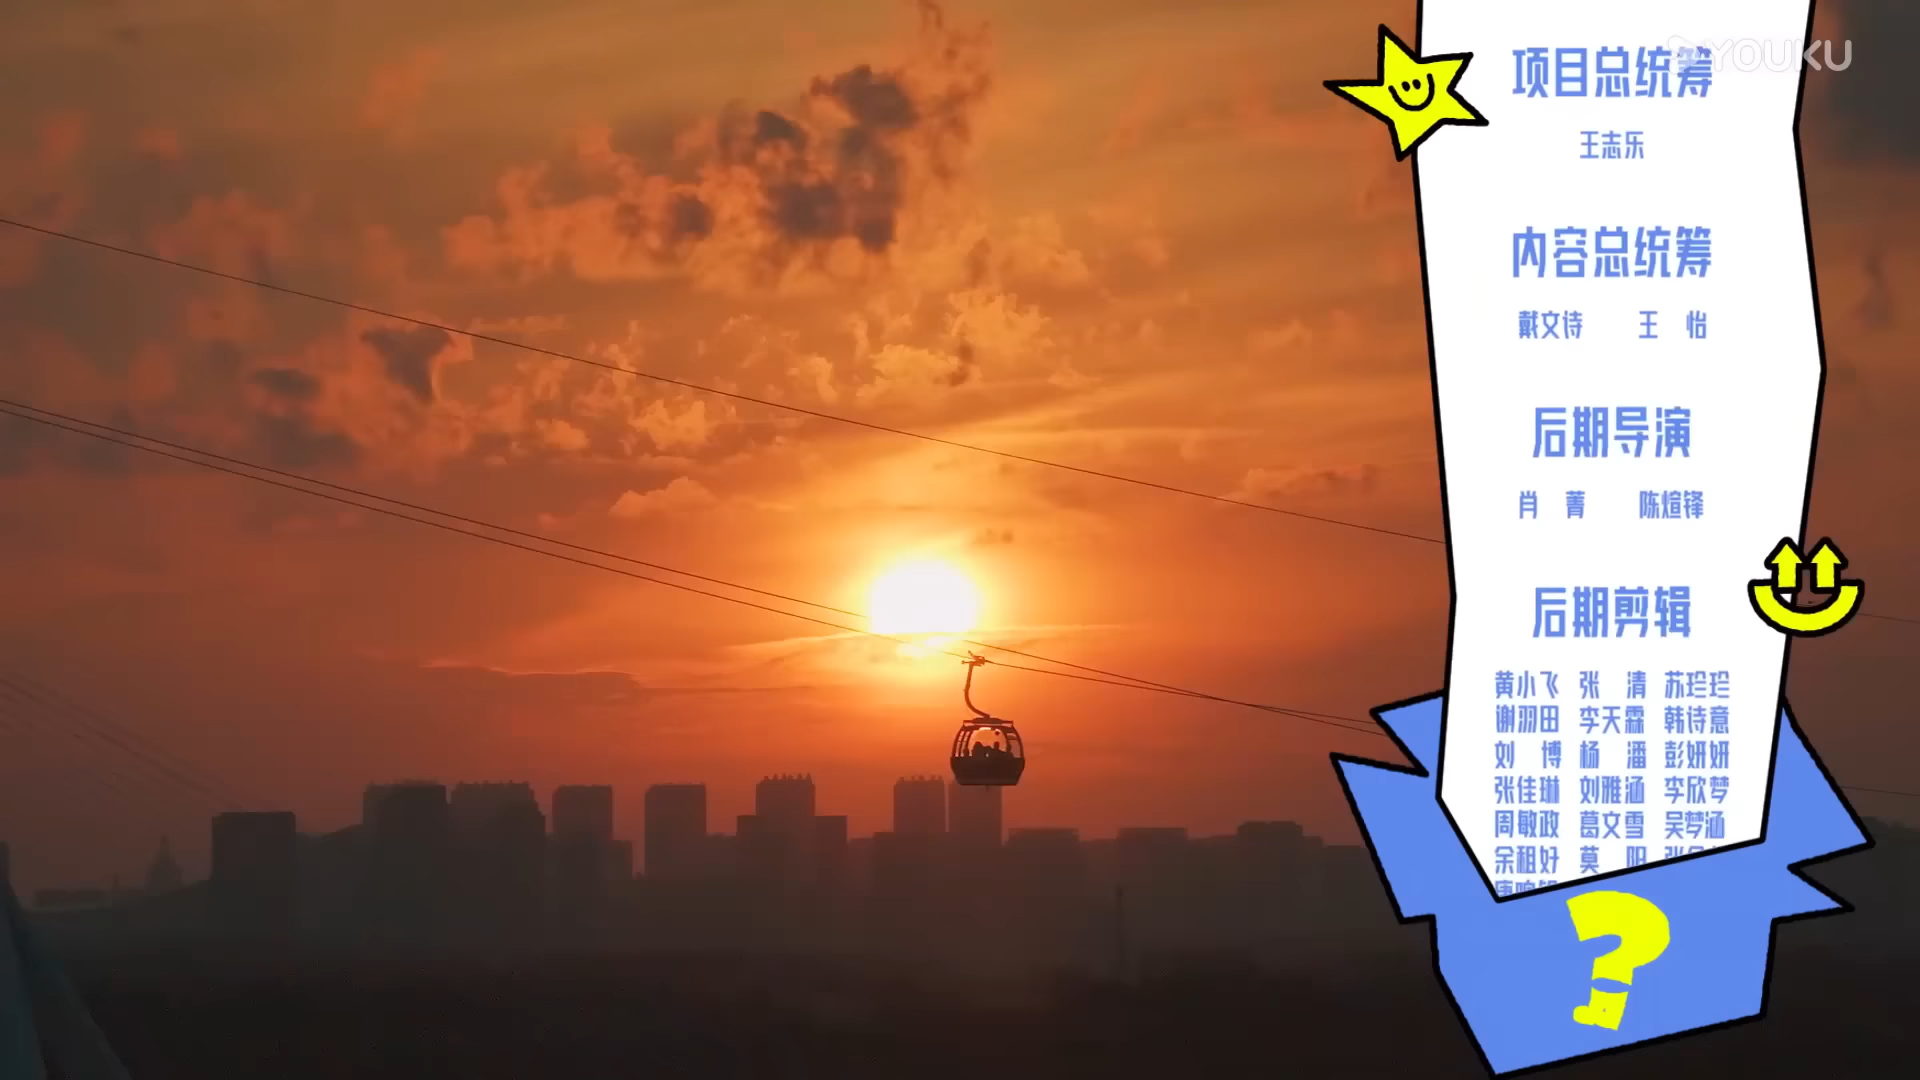 YOUKU
项目总统筹
王志乐
内容总统筹
戴文诗 王 怡
后期导演
肖 菁 陈煊锋
后期剪辑
黄小飞 张 清 苏珍珍
谢羽田 李天霖 韩诗意
刘 博 杨 潘 彭妍妍
张佳琳 刘雅涵 李欣梦
周敏政 葛文雪 吴梦涵
余租好 莫 阳
?